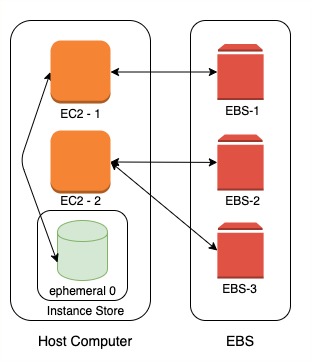 EC2 - 1
EBS-1
EC2 - 2
EBS-2
ephemeral 0
EBS-3
Instance Store
Host Computer
EBS